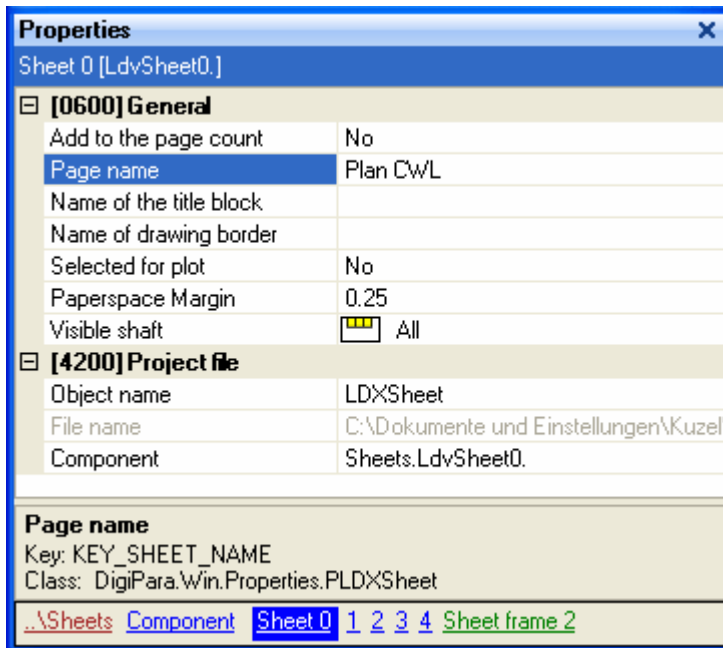 Properties
Sheet 0 [LdvSheet0.]
[0600] General
Add to the page count No
Page name Plan CWL
Name of the title block
Name of drawing border
Selected for plot No
Paperspace Margin 0.25
Visible shaft All
[4200] Project file
Object name LDXSheet
File name C:\Dokumente und Einstellungen\Kuzel
Component Sheets.LdvSheet0.
Page name
Key: KEY_SHEET_NAME
Class: DigiPara.Win.Properties.PLDXSheet
..\Sheets Component Sheet 0 1 2 3 4 Sheet frame 2